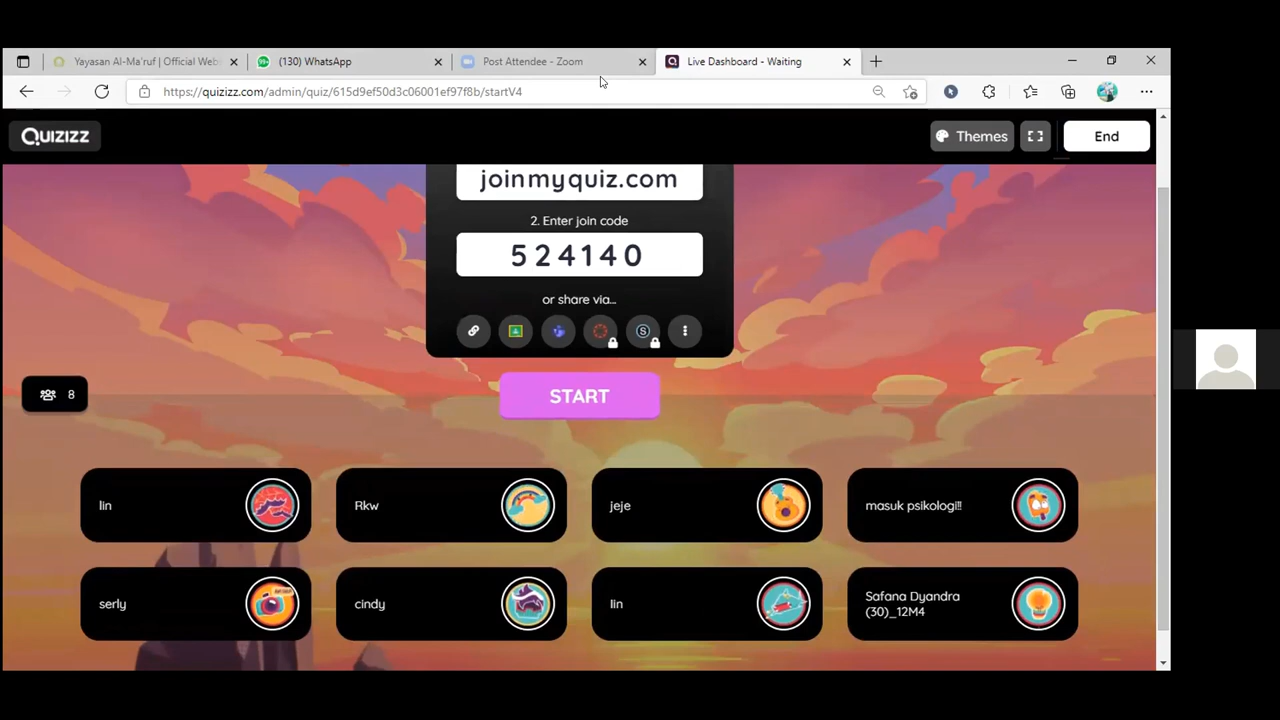 Yayasan Al-Ma'ruf | Official Web
99+
(130) WhatsApp
Post Attendee - Zoom
Live Dashboard - Waiting
https://quizizz.com/admin/quiz/615d9ef50d3c06001ef97f8b/startV4
QUIZIZZ
Themes
End
joinmyquiz.com
2. Enter join code
524140
or share via...
8
START
lin
Rkw
jeje
masuk psikologi!!
serly
cindy
lin
Safana Dyandra
(30)_12M4